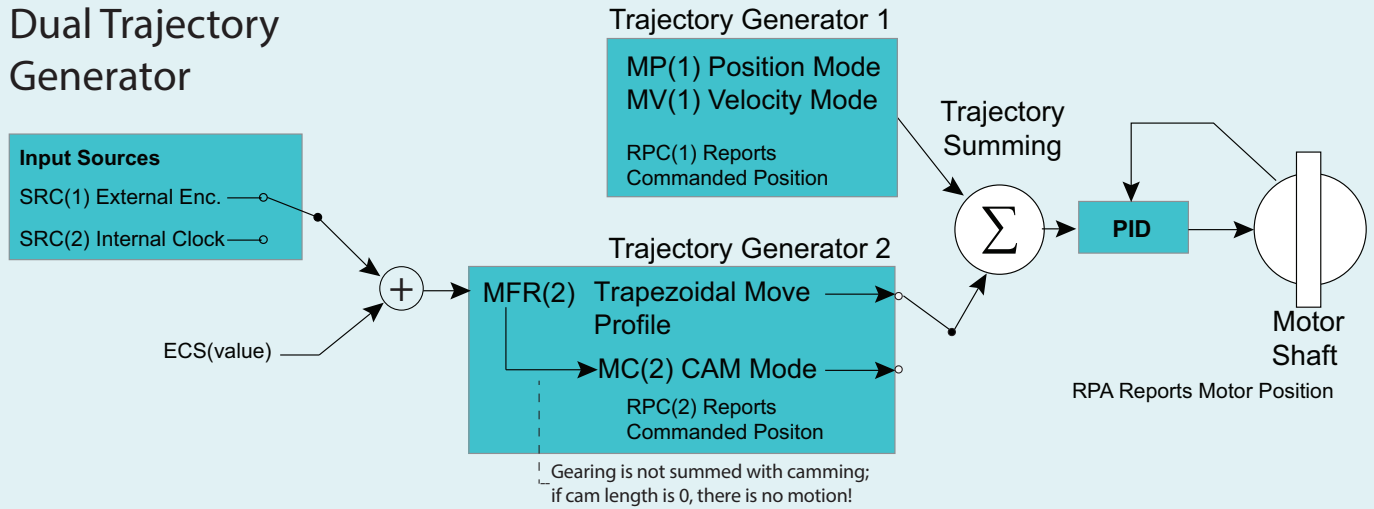 Dual Trajectory
Generator
Input Sources
SRC(1) External Enc.
SRC(2) Internal Clock
ECS(value)
+
Trajectory Generator 1
MP(1) Position Mode
MV(1) Velocity Mode
RPC(1) Reports
Commanded Position
Trajectory Generator 2
MFR(2) Trapezoidal Move
Profile
MC(2) CAM Mode
RPC(2) Reports
Commanded Positon
Gearing is not summed with camming;
if cam length is 0, there is no motion!
Trajectory
Summing
Σ
PID
Motor
Shaft
RPA Reports Motor Position